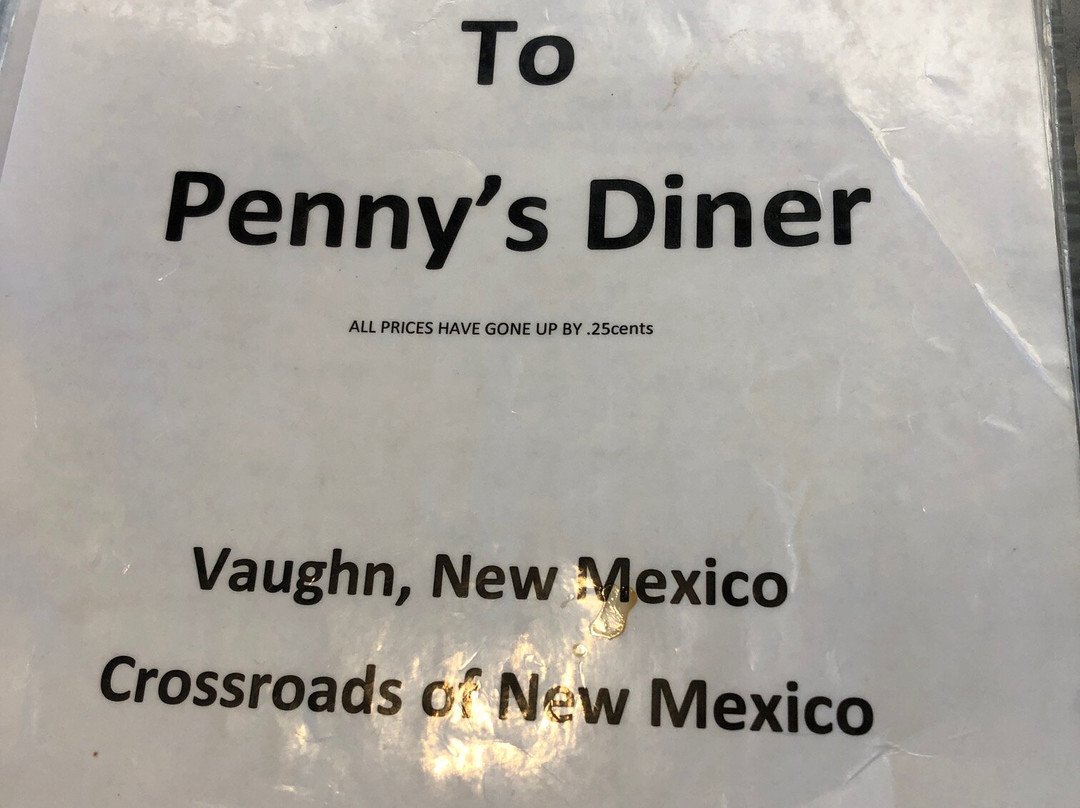 To
Penny’s Diner
ALL PRICES HAVE GONE UP BY .25cents
Vaughn, New Mexico
Crossroads of New Mexico